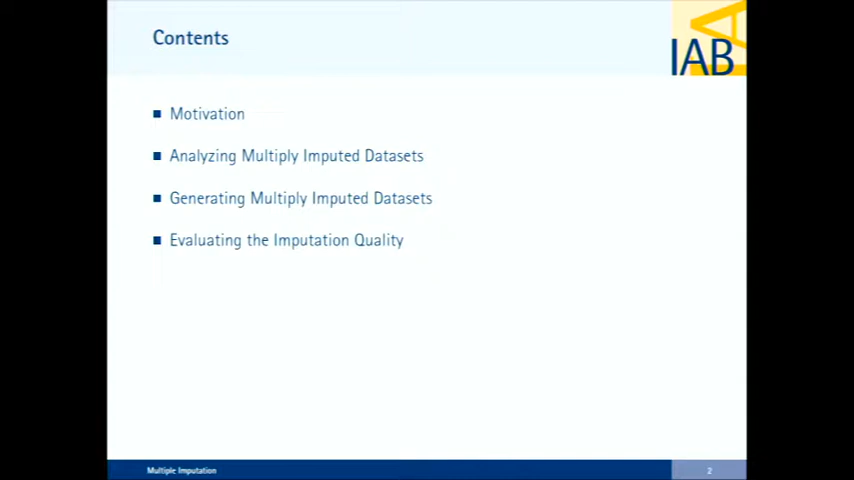 Contents
IAB
Motivation
Analyzing Multiply Imputed Datasets
Generating Multiply Imputed Datasets
Evaluating the Imputation Quality
Multiple Imputation
2